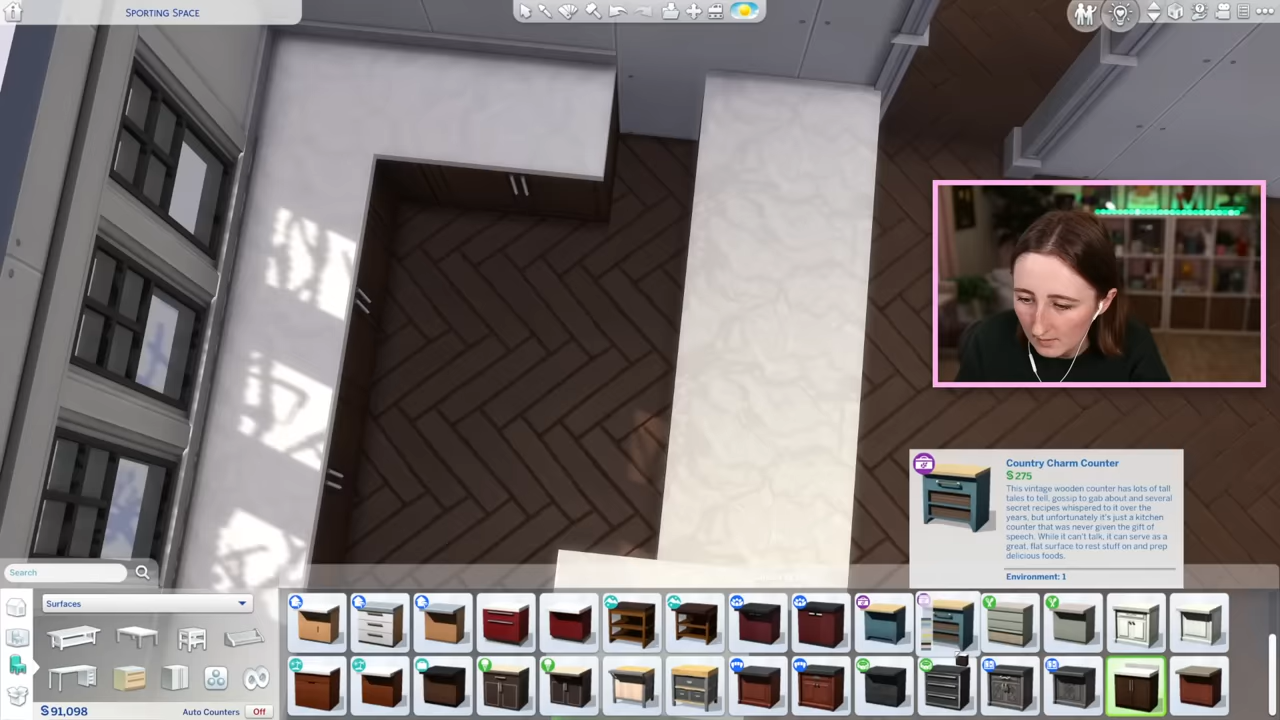 SPORTING SPACE
Country Charm Counter
$ 275
This vintage wooden counter has lots of tall
tales to tell, gossip to gab about and several
secret recipes whispered to it over the
years, but unfortunately it's just a kitchen
counter that was never given the gift of
speech. While it can't talk, it can serve as a
great, flat surface to rest stuff on and prep
delicious foods.
Environment: 1
Search
Surfaces
$91,098
Auto Counters Off